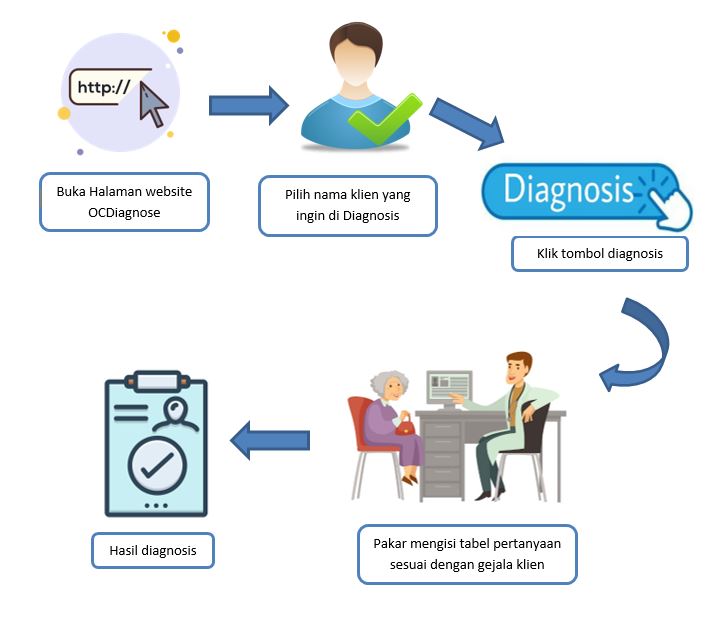 http://
Buka Halaman website
OCDiagnose
Pilih nama klien yang
ingin di Diagnosis
Diagnosis
Klik tombol diagnosis
Pakar mengisi tabel pertanyaan
sesuai dengan gejala klien
Hasil diagnosis